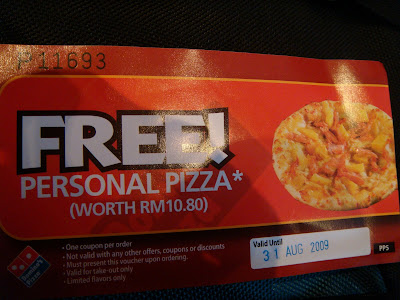 P11693
FREE!
PERSONAL PIZZA*
(WORTH RM10.80)
• One coupon per order
• Not valid with any other offers, coupons or discounts
• Must present this voucher upon ordering.
• Valid for take-out only
• Limited flavors only
Valid Until
31 AUG 2009
PPS